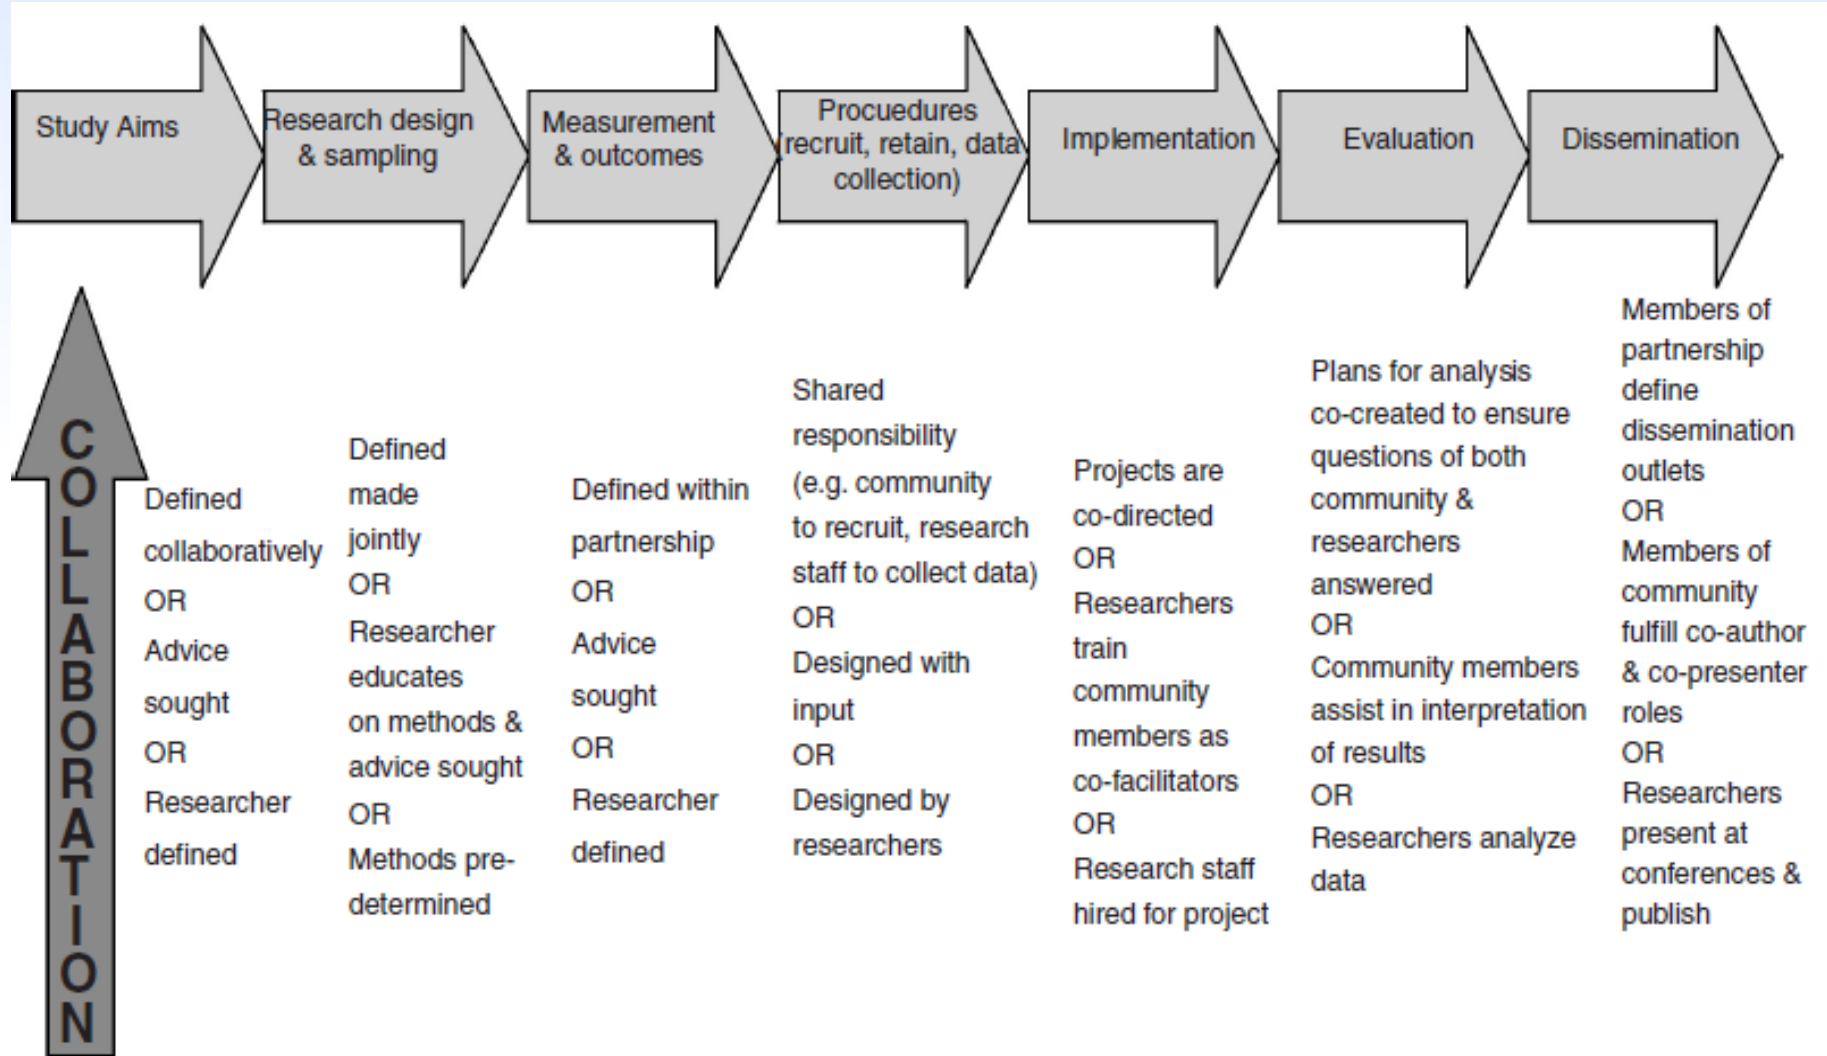 Study Aims
Research design
& sampling
Measurement
& outcomes
Procuedures
(recruit, retain, data
collection)
Implementation
Evaluation
Dissemination
COLLABORATION
Defined
collaboratively
OR
Advice
sought
OR
Researcher
defined
Defined
made
jointly
OR
Researcher
educates
on methods &
advice sought
OR
Methods pre-
determined
Defined within
partnership
OR
Advice
sought
OR
Researcher
defined
Shared
responsibility
(e.g. community
to recruit, research
staff to collect data)
OR
Designed with
input
OR
Designed by
researchers
Projects are
co-directed
OR
Researchers
train
community
members as
co-facilitators
OR
Research staff
hired for project
Plans for analysis
co-created to ensure
questions of both
community &
researchers
answered
OR
Community members
assist in interpretation
of results
OR
Researchers analyze
data
Members of
partnership
define
dissemination
outlets
OR
Members of
community
fulfill co-author
& co-presenter
roles
OR
Researchers
present at
conferences &
publish